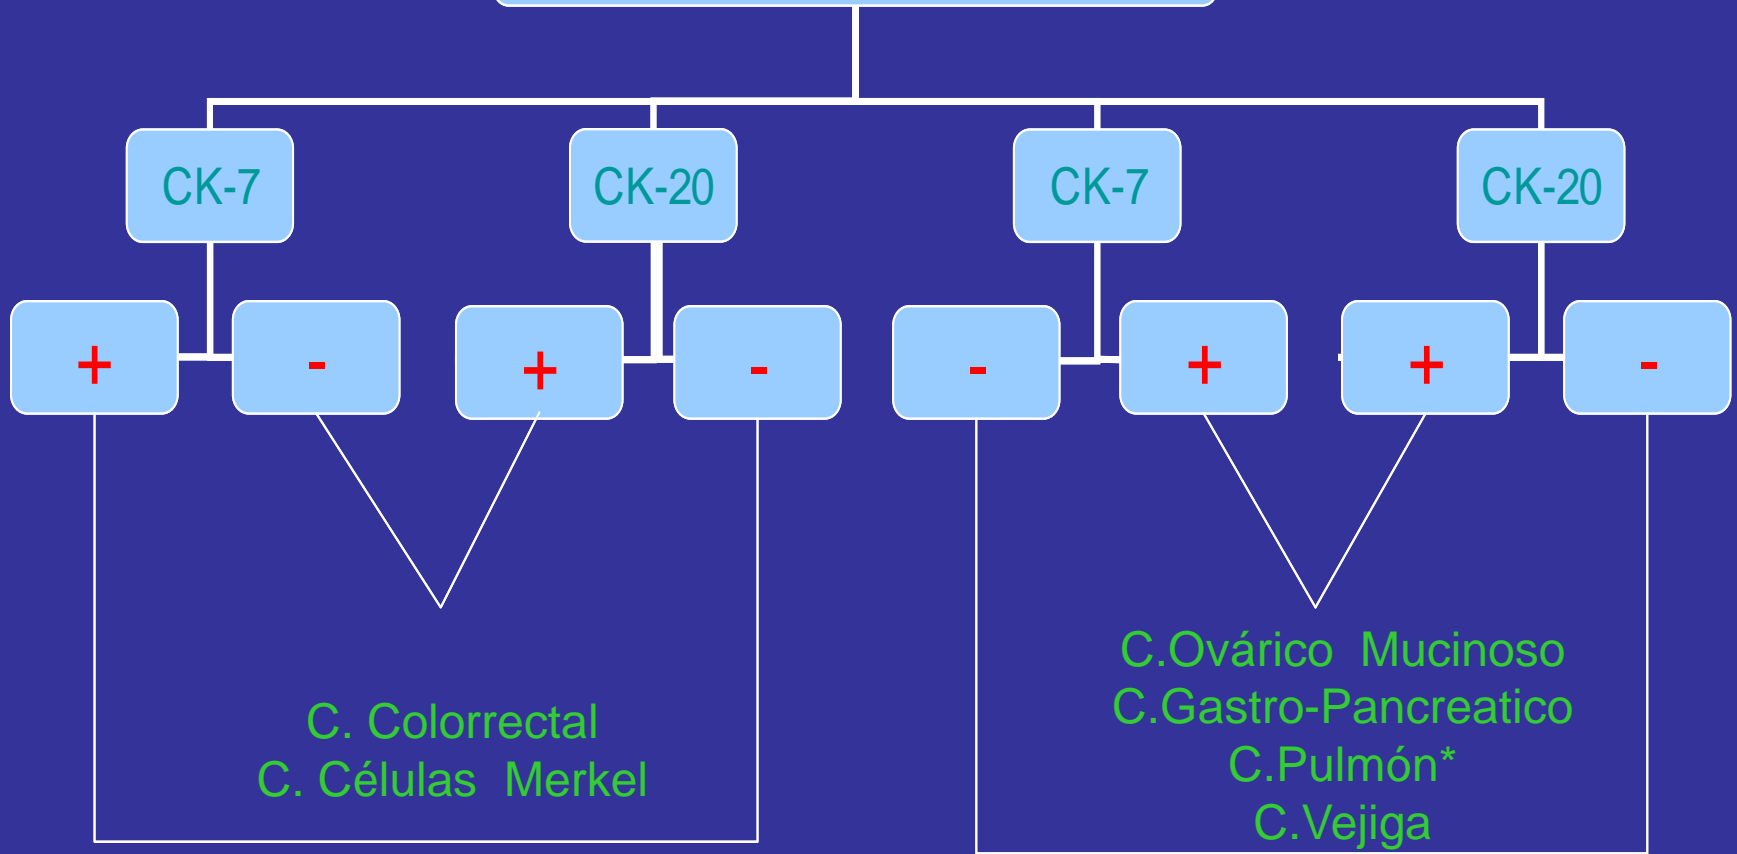 CK-7 CK-20 CK-7 CK-20
+ - + - - + + -
C. Colorrectal
C. Células Merkel
C.Ovárico Mucinoso
C.Gastro-Pancreatico
C.Pulmón*
C.Vejiga